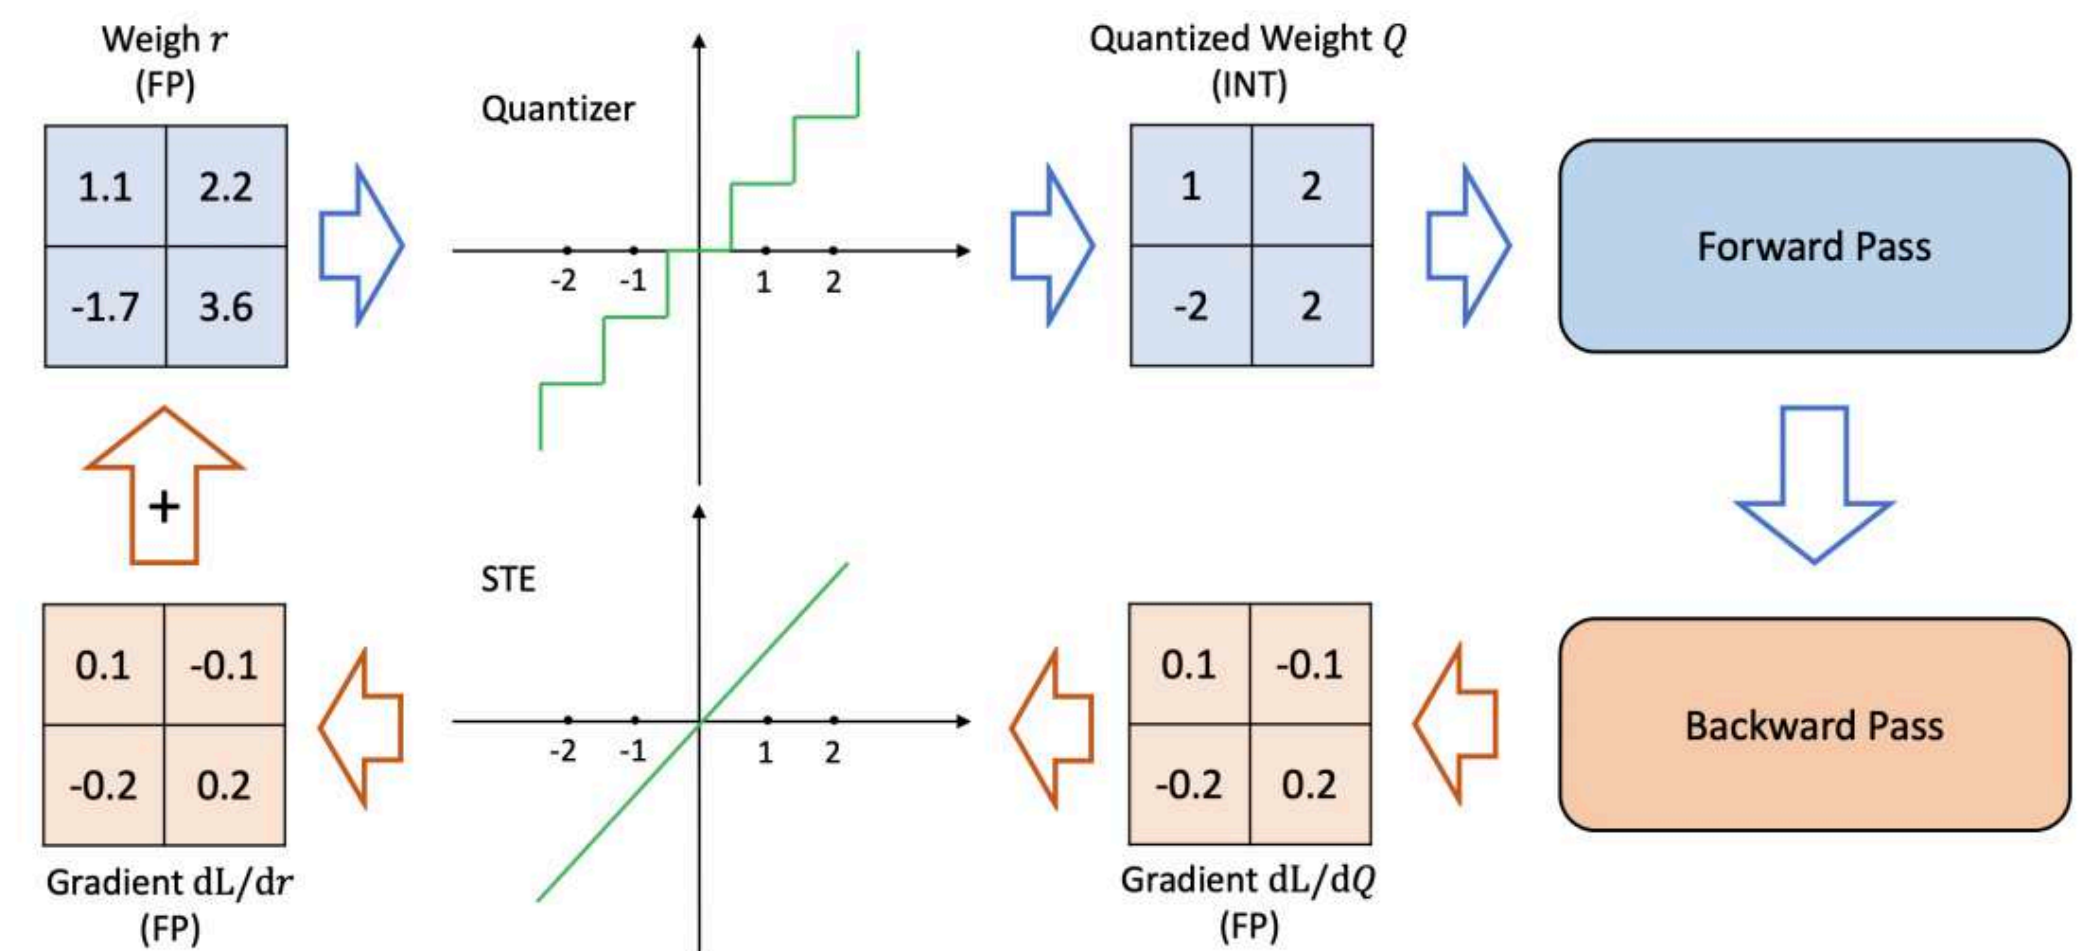 Weigh r
(FP)
1.1 2.2
-1.7 3.6
Quantizer
-2 -1 1 2
Quantized Weight Q
(INT)
1 2
-2 2
Forward Pass
+
STE
-2 -1 1 2
0.1 -0.1
-0.2 0.2
Gradient dL/dr
(FP)
0.1 -0.1
-0.2 0.2
Gradient dL/dQ
(FP)
Backward Pass